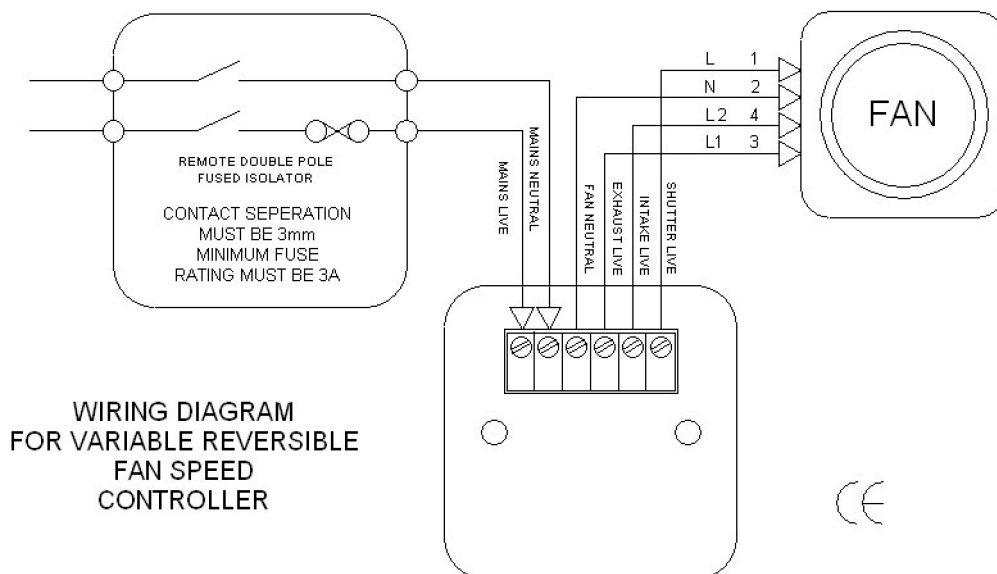 REMOTE DOUBLE POLE
FUSED ISOLATOR
CONTACT SEPERATION
MUST BE 3mm
MINIMUM FUSE
RATING MUST BE 3A
MAINS LIVE
MAINS NEUTRAL
FAN NEUTRAL
EXHAUST LIVE
INTAKE LIVE
SHUTTER LIVE
L 1
N 2
L2 4
L1 3
FAN
WIRING DIAGRAM
FOR VARIABLE REVERSIBLE
FAN SPEED
CONTROLLER
CE